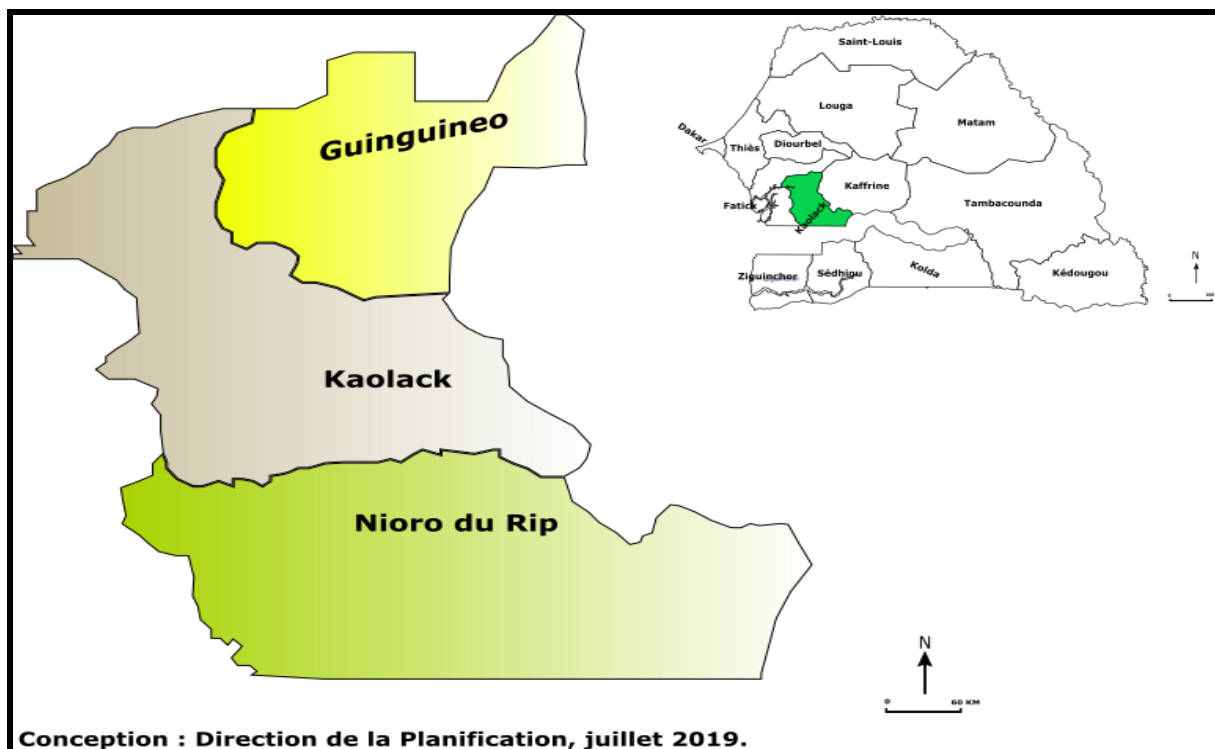 Guinguineo
Kaolack
Nioro du Rip
Saint-Louis
Louga
Matam
Dakar
Thiès
Diourbel
Kaffrine
Fatick
Kaolack
Tambacounda
Ziguinchor
Sédhiou
Kolda
Kédougou
N
0
N
0 60 KM
Conception : Direction de la Planification, juillet 2019.